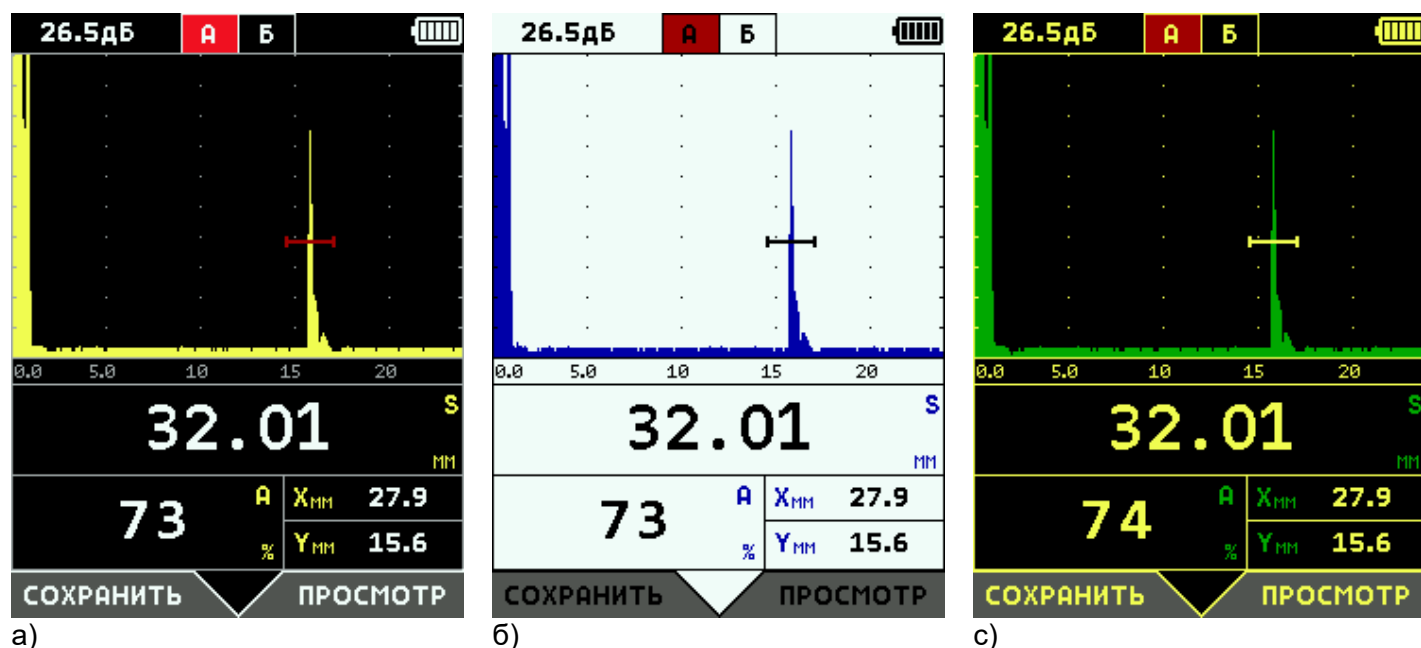 26.5дБ А Б
0.0 5.0 10 15 20
32.01 S мм
73 А %
Xмм 27.9
Yмм 15.6
СОХРАНИТЬ ПРОСМОТР
а)
26.5дБ А Б
0.0 5.0 10 15 20
32.01 S мм
73 А %
Xмм 27.9
Yмм 15.6
СОХРАНИТЬ ПРОСМОТР
б)
26.5дБ А Б
0.0 5.0 10 15 20
32.01 S мм
74 А %
Xмм 27.9
Yмм 15.6
СОХРАНИТЬ ПРОСМОТР
с)